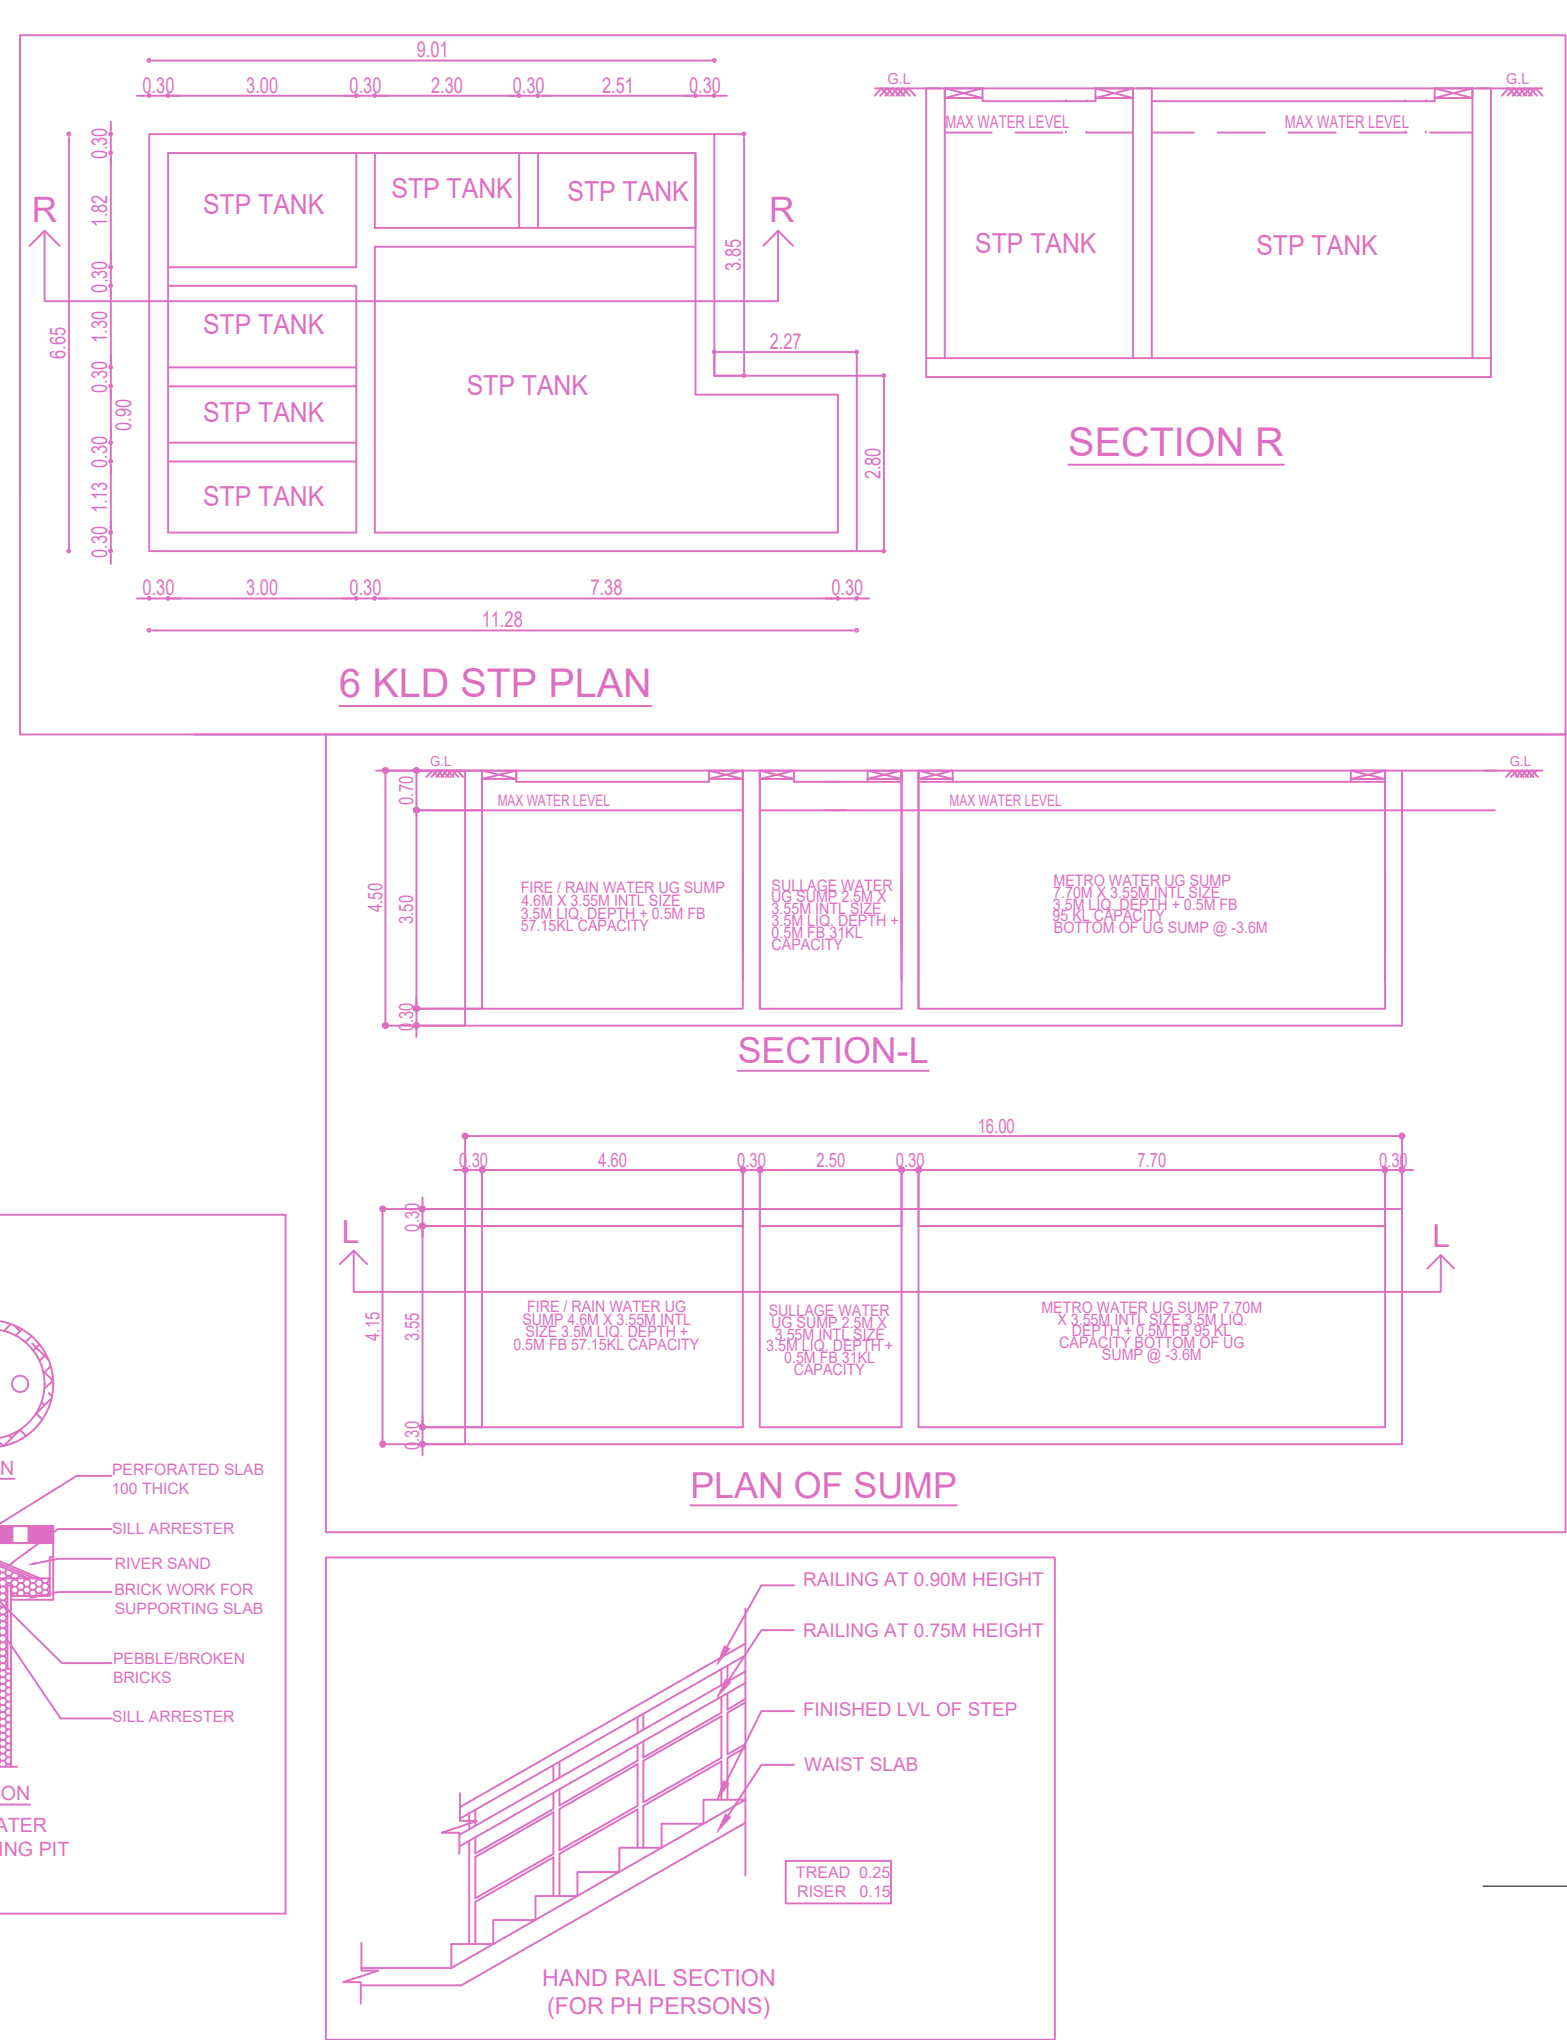 9.01
0.30 3.00 0.30 2.30 0.30 2.51 0.30
G.L
G.L
MAX WATER LEVEL
MAX WATER LEVEL
0.30
1.82
0.30
1.30
0.30
0.90
0.30
1.13
0.30
6.65
R
R
STP TANK
STP TANK
STP TANK
3.85
STP TANK
STP TANK
STP TANK
2.27
STP TANK
STP TANK
STP TANK
2.80
SECTION R
0.30 3.00 0.30 7.38 0.30
11.28
6 KLD STP PLAN
G.L
G.L
0.70
MAX WATER LEVEL
MAX WATER LEVEL
4.50
3.50
0.30
FIRE / RAIN WATER UG SUMP
4.6M X 3.55M INTL SIZE
3.5M LIQ. DEPTH + 0.5M FB
57.15KL CAPACITY
SULLAGE WATER
UG SUMP 2.5M X
3.55M INTL SIZE
3.5M LIQ. DEPTH +
0.5M FB 31KL
CAPACITY
METRO WATER UG SUMP
7.70M X 3.55M INTL SIZE
3.5M LIQ. DEPTH + 0.5M FB
95 KL CAPACITY
BOTTOM OF UG SUMP @ -3.6M
SECTION-L
16.00
0.30 4.60 0.30 2.50 0.30 7.70 0.30
0.30
4.15
3.55
0.30
L
L
FIRE / RAIN WATER UG
SUMP 4.6M X 3.55M INTL
SIZE 3.5M LIQ. DEPTH +
0.5M FB 57.15KL CAPACITY
SULLAGE WATER
UG SUMP 2.5M X
3.55M INTL SIZE
3.5M LIQ. DEPTH +
0.5M FB 31KL
CAPACITY
METRO WATER UG SUMP 7.70M
X 3.55M INTL SIZE 3.5M LIQ.
DEPTH + 0.5M FB 95 KL
CAPACITY BOTTOM OF UG
SUMP @ -3.6M
PLAN OF SUMP
N
PERFORATED SLAB
100 THICK
SILL ARRESTER
RIVER SAND
BRICK WORK FOR
SUPPORTING SLAB
PEBBLE/BROKEN
BRICKS
SILL ARRESTER
ON
ATER
ING PIT
RAILING AT 0.90M HEIGHT
RAILING AT 0.75M HEIGHT
FINISHED LVL OF STEP
WAIST SLAB
TREAD 0.25
RISER 0.15
HAND RAIL SECTION
(FOR PH PERSONS)